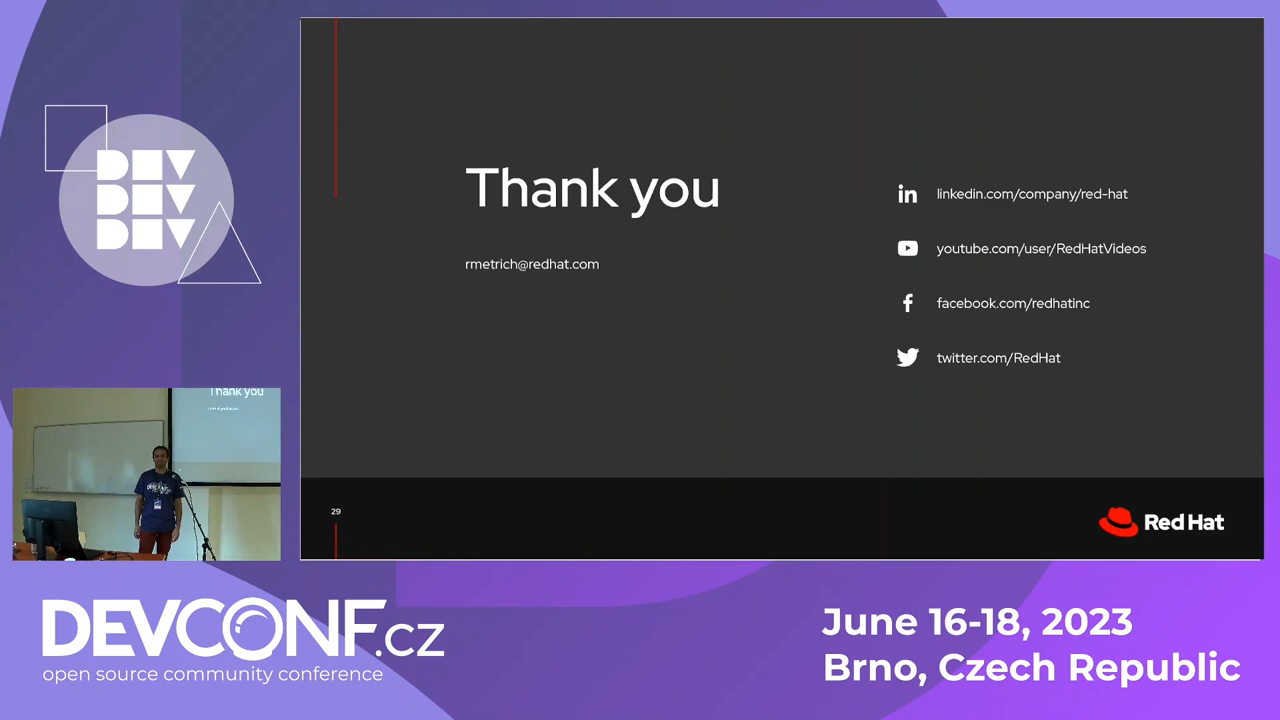 DEV
DEV
DEV
Thank you
rmetrich@redhat.com
linkedin.com/company/red-hat
youtube.com/user/RedHatVideos
facebook.com/redhatinc
twitter.com/RedHat
29
Red Hat
Thank you
DEVCONF.cz
open source community conference
June 16-18, 2023
Brno, Czech Republic